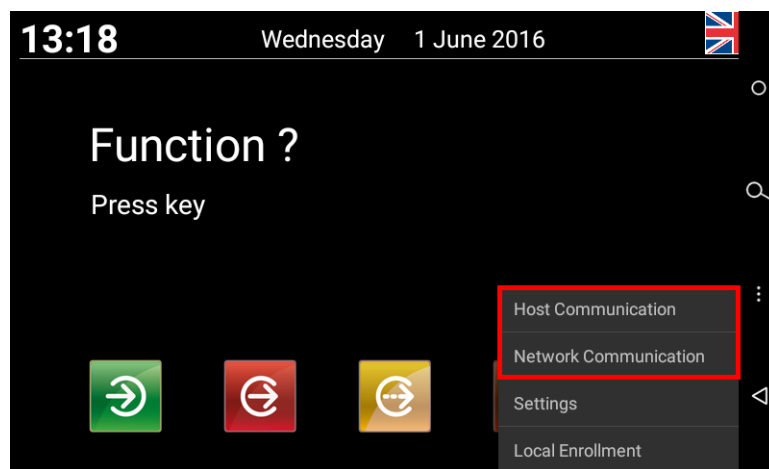 13:18 Wednesday 1 June 2016
Function ?
Press key
Host Communication
Network Communication
Settings
Local Enrollment